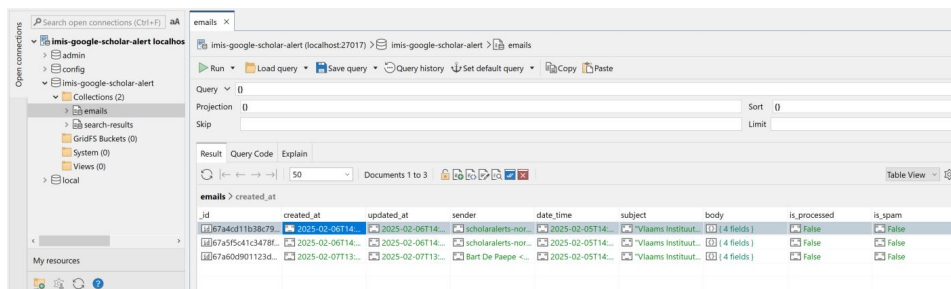 Open connections
Search open connections (Ctrl+F) aA
imis-google-scholar-alert localhos
admin
config
imis-google-scholar-alert
Collections (2)
emails
search-results
GridFS Buckets (0)
System (0)
Views (0)
local
My resources
emails ×
imis-google-scholar-alert (localhost:27017) > imis-google-scholar-alert > emails
Run Load query Save query Query history Set default query Copy Paste
Query {}
Projection {} Sort {}
Skip Limit
Result Query Code Explain
50 Documents 1 to 3 Table View
emails > created_at
_id created_at updated_at sender date_time subject body is_processed is_spam
67a4cd11b38c79... 2025-02-06T14:... 2025-02-06T14:... scholaralerts-nor... 2025-02-05T14:... "Vlaams Instituut... { 4 fields } False False
67a5f5c41c3478f... 2025-02-06T14:... 2025-02-06T14:... scholaralerts-nor... 2025-02-05T14:... "Vlaams Instituut... { 4 fields } False False
67a60d901123d... 2025-02-07T13:... 2025-02-07T13:... Bart De Paepe <... 2025-02-05T14:... "Vlaams Instituut... { 4 fields } False False